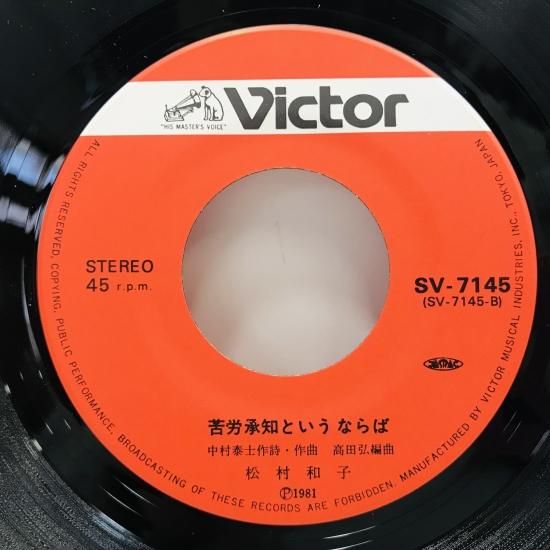 "HIS MASTER'S VOICE"
Victor
STEREO
45 r.p.m.
SV-7145
(SV-7145-B)
JASRAC
苦労承知という ならば
中村泰士作詩・作曲 高田弘編曲
松村和子
Ⓟ1981
ALL RIGHTS RESERVED, COPYING, PUBLIC PERFORMANCE, BROADCASTING OF THESE RECORDS ARE FORBIDDEN, MANUFACTURED BY VICTOR MUSICAL INDUSTRIES, INC., TOKYO, JAPAN